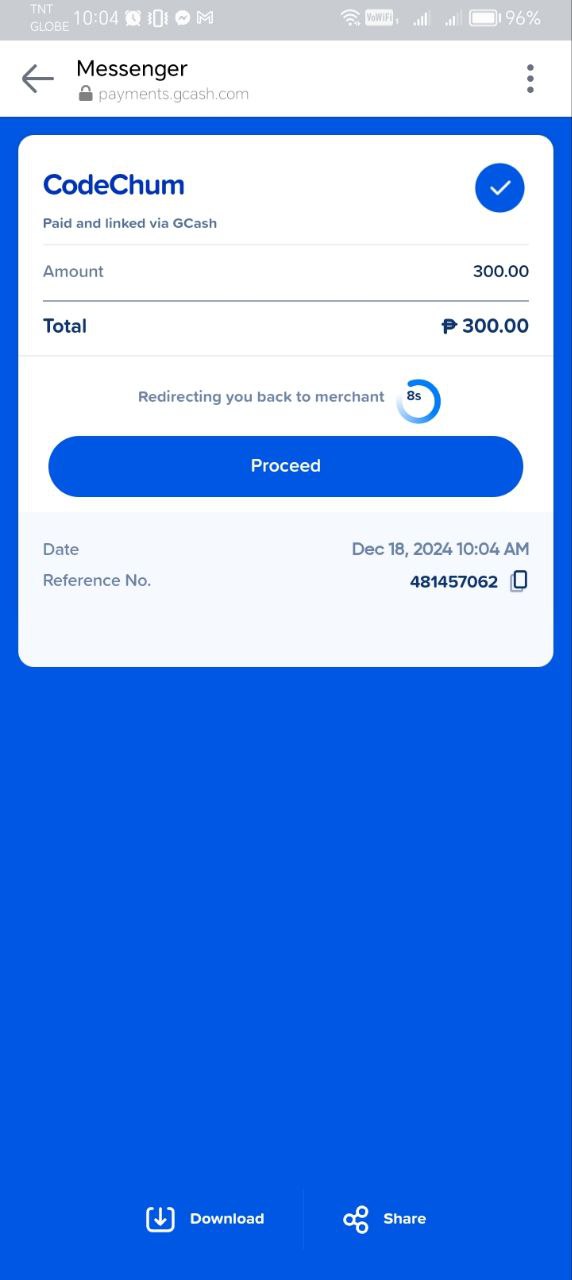 TNT
GLOBE
10:04
VoWiFi 1
96%
Messenger
payments.gcash.com
CodeChum
Paid and linked via GCash
Amount 300.00
Total ₱ 300.00
Redirecting you back to merchant 8s
Proceed
Date Dec 18, 2024 10:04 AM
Reference No. 481457062
Download Share